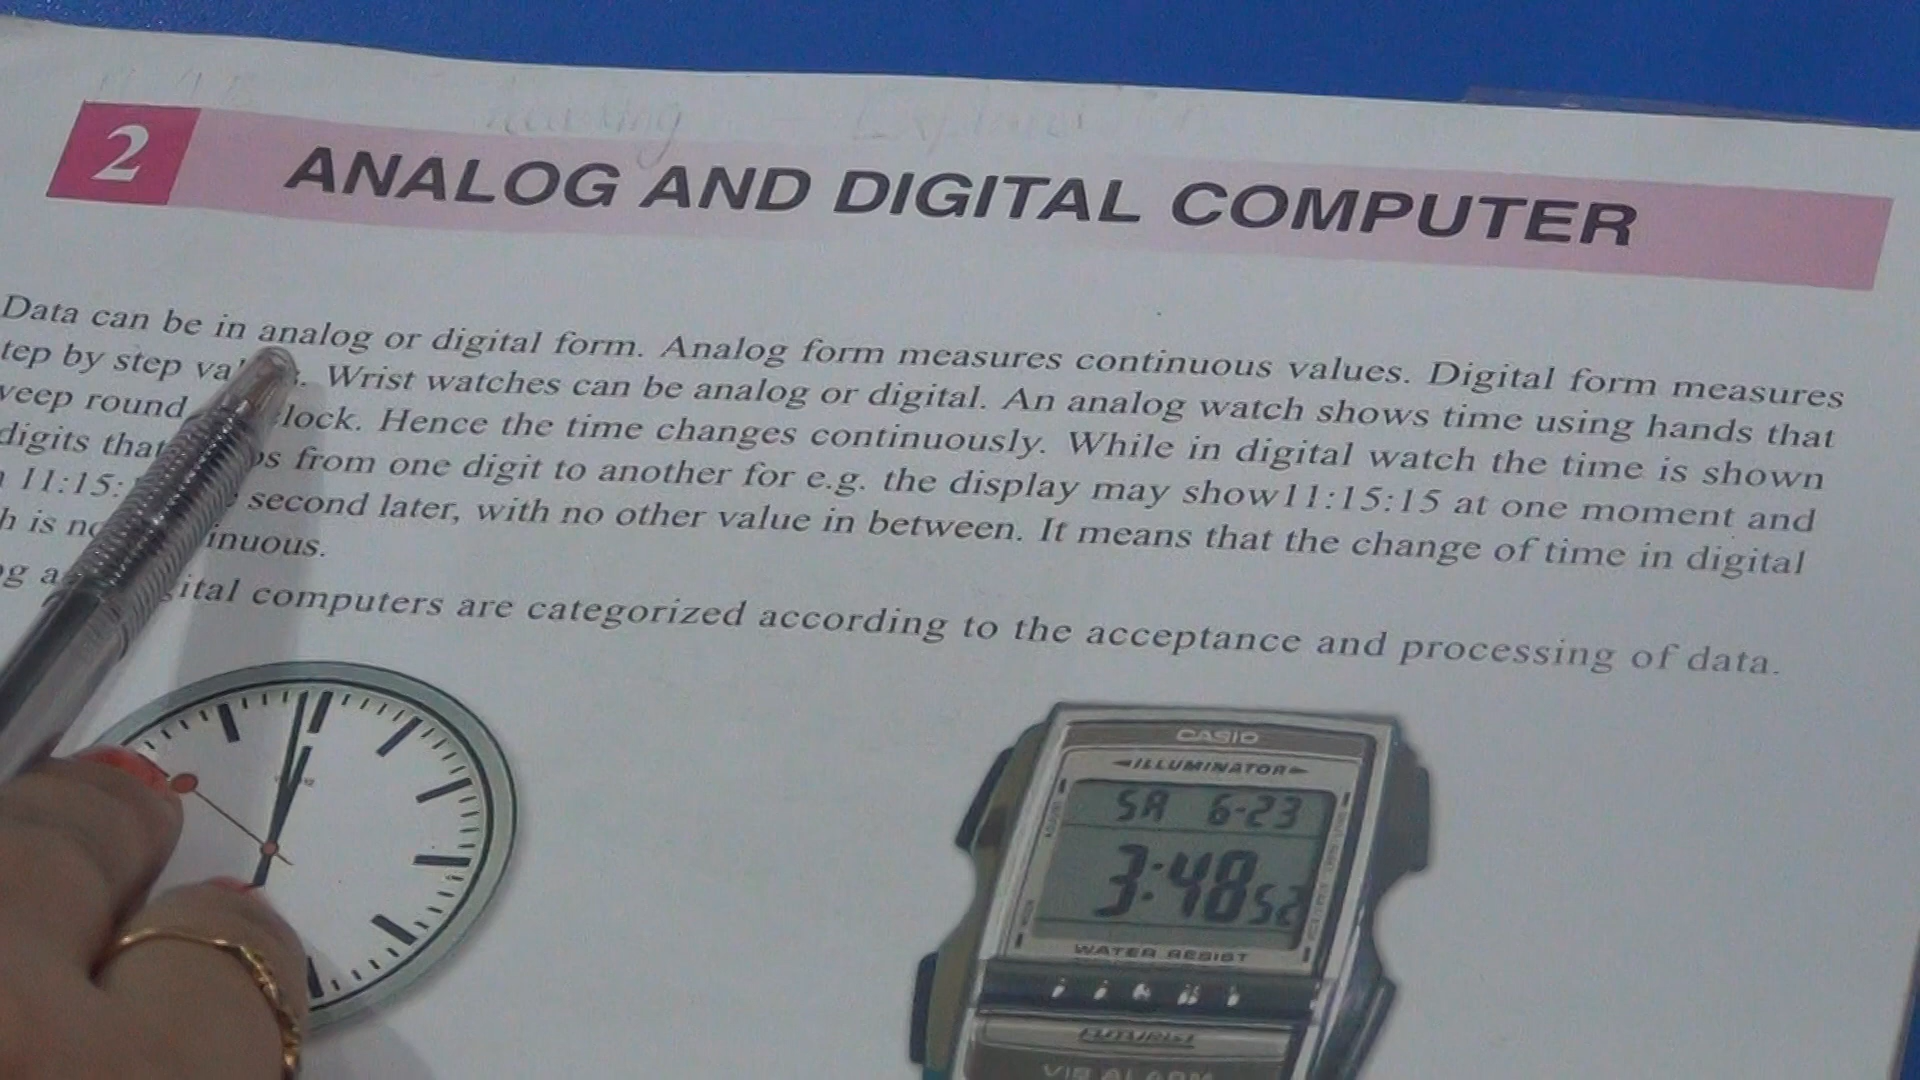 2
ANALOG AND DIGITAL COMPUTER
Data can be in analog or digital form. Analog form measures continuous values. Digital form measures
tep by step Wrist watches can be analog or digital. An analog watch shows time using hands that
veep round lock. Hence the time changes continuously. While in digital watch the time is shown
digits that ps from one digit to another for e.g. the display may show11:15:15 at one moment and
11:15: second later, with no other value in between. It means that the change of time in digital
h is inuous.
og ital computers are categorized according to the acceptance and processing of data.
CASIO
ILLUMINATOR
SA 6-23
3:48 52
WATER RESIST
FUTURIST
VIB ALARM